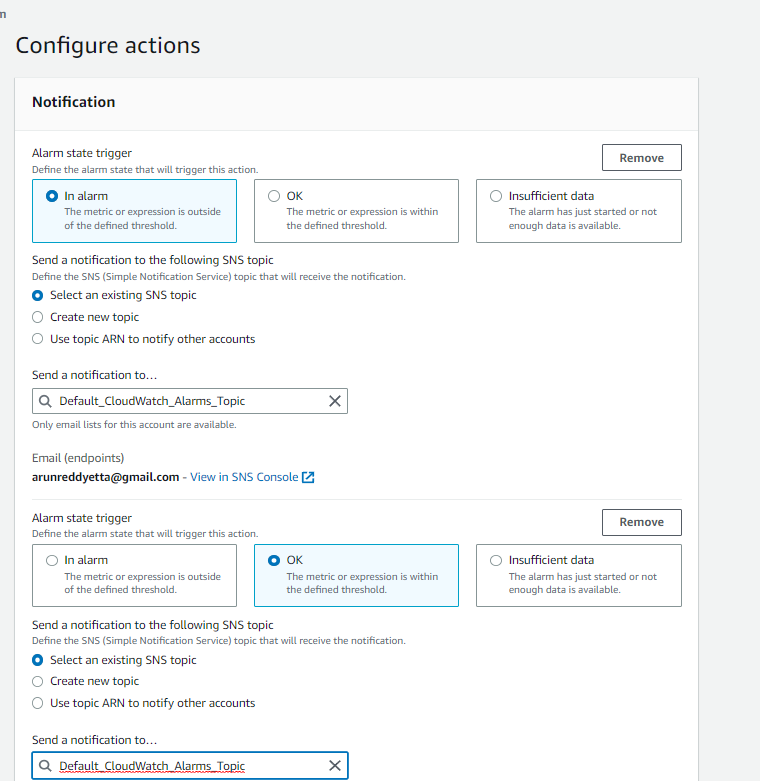 n
Configure actions
Notification
Alarm state trigger
Define the alarm state that will trigger this action.
Remove
In alarm
The metric or expression is outside
of the defined threshold.
OK
The metric or expression is within
the defined threshold.
Insufficient data
The alarm has just started or not
enough data is available.
Send a notification to the following SNS topic
Define the SNS (Simple Notification Service) topic that will receive the notification.
Select an existing SNS topic
Create new topic
Use topic ARN to notify other accounts
Send a notification to…
Default_CloudWatch_Alarms_Topic
Only email lists for this account are available.
Email (endpoints)
arunreddyetta@gmail.com - View in SNS Console
Alarm state trigger
Define the alarm state that will trigger this action.
Remove
In alarm
The metric or expression is outside
of the defined threshold.
OK
The metric or expression is within
the defined threshold.
Insufficient data
The alarm has just started or not
enough data is available.
Send a notification to the following SNS topic
Define the SNS (Simple Notification Service) topic that will receive the notification.
Select an existing SNS topic
Create new topic
Use topic ARN to notify other accounts
Send a notification to…
Default_CloudWatch_Alarms_Topic